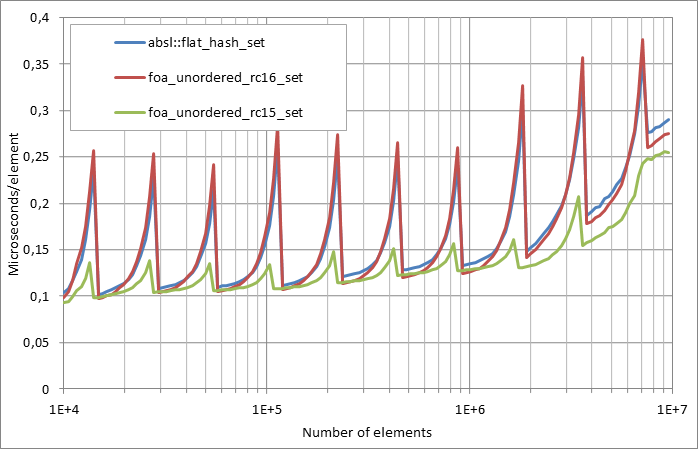 0,4
0,35
0,3
0,25
0,2
0,15
0,1
0,05
0
Microseconds/element
absl::flat_hash_set
foa_unordered_rc16_set
foa_unordered_rc15_set
1E+4 1E+5 1E+6 1E+7
Number of elements